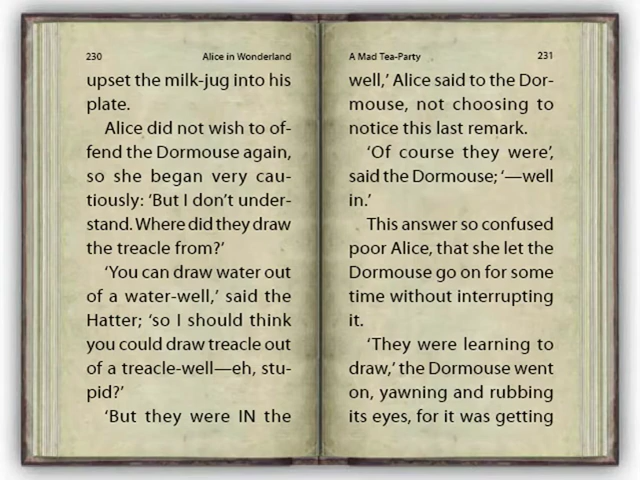 230 Alice in Wonderland
upset the milk-jug into his
plate.
Alice did not wish to of-
fend the Dormouse again,
so she began very cau-
tiously: ‘But I don’t under-
stand. Where did they draw
the treacle from?’
‘You can draw water out
of a water-well,’ said the
Hatter; ‘so I should think
you could draw treacle out
of a treacle-well—eh, stu-
pid?’
‘But they were IN the
A Mad Tea-Party 231
well,’ Alice said to the Dor-
mouse, not choosing to
notice this last remark.
‘Of course they were’,
said the Dormouse; ‘—well
in.’
This answer so confused
poor Alice, that she let the
Dormouse go on for some
time without interrupting
it.
‘They were learning to
draw,’ the Dormouse went
on, yawning and rubbing
its eyes, for it was getting